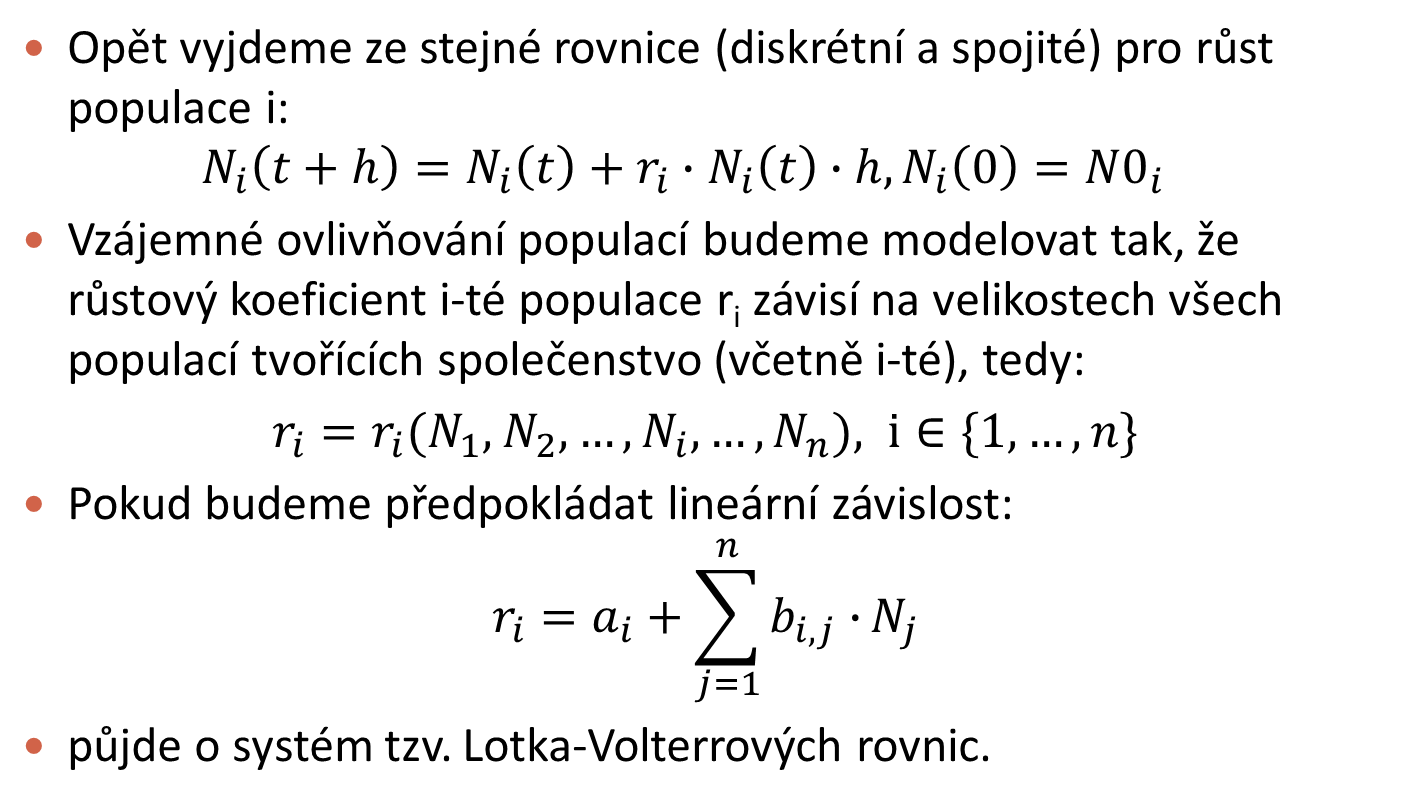 • Opět vyjdeme ze stejné rovnice (diskrétní a spojité) pro růst
populace i:
N_i(t + h) = N_i(t) + r_i · N_i(t) · h, N_i(0) = N0_i
• Vzájemné ovlivňování populací budeme modelovat tak, že
růstový koeficient i-té populace r_i závisí na velikostech všech
populací tvořících společenstvo (včetně i-té), tedy:
r_i = r_i(N_1, N_2, … , N_i, … , N_n), i ∈ {1, … , n}
• Pokud budeme předpokládat lineární závislost:
r_i = a_i + ∑_{j=1}^{n} b_{i,j} · N_j
• půjde o systém tzv. Lotka-Volterrových rovnic.